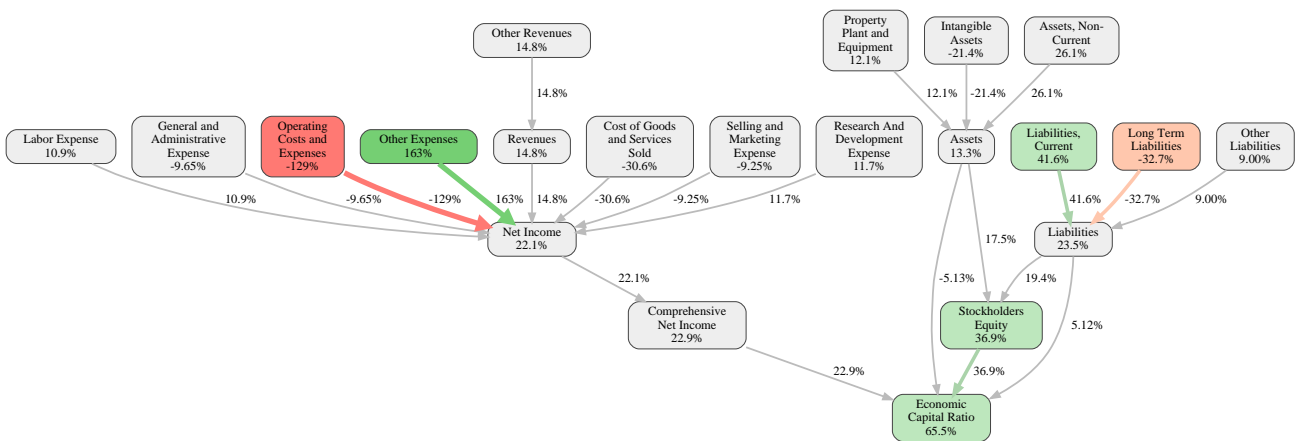 Other Revenues
14.8%
Property
Plant and
Equipment
12.1%
Intangible
Assets
-21.4%
Assets, Non-
Current
26.1%
14.8%
12.1%
-21.4%
26.1%
Labor Expense
10.9%
General and
Administrative
Expense
-9.65%
Operating
Costs and
Expenses
-129%
Other Expenses
163%
Revenues
14.8%
Cost of Goods
and Services
Sold
-30.6%
Selling and
Marketing
Expense
-9.25%
Research And
Development
Expense
11.7%
Assets
13.3%
Liabilities,
Current
41.6%
Long Term
Liabilities
-32.7%
Other
Liabilities
9.00%
10.9%
-9.65%
-129%
163%
14.8%
-30.6%
-9.25%
11.7%
41.6%
-32.7%
9.00%
Net Income
22.1%
Liabilities
23.5%
17.5%
22.1%
-5.13%
19.4%
Comprehensive
Net Income
22.9%
Stockholders
Equity
36.9%
5.12%
22.9%
36.9%
Economic
Capital Ratio
65.5%